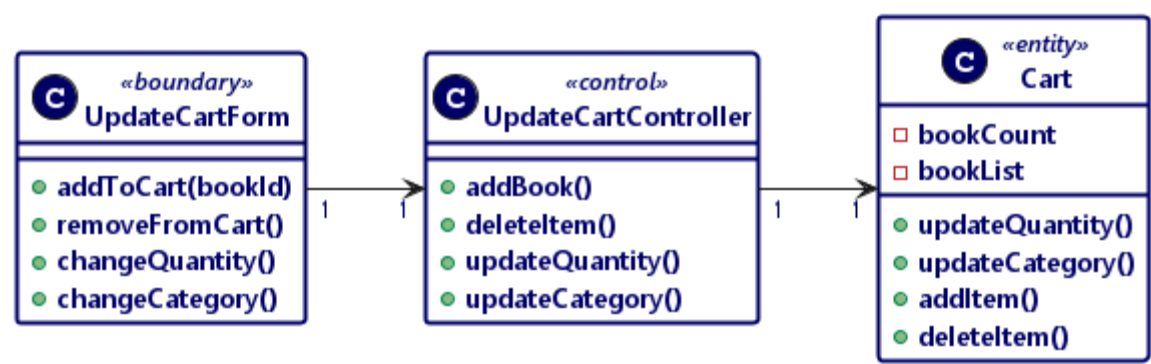 C
«boundary»
UpdateCartForm
addToCart(bookId)
removeFromCart()
changeQuantity()
changeCategory()
1
1
C
«control»
UpdateCartController
addBook()
deleteItem()
updateQuantity()
updateCategory()
1
1
C
«entity»
Cart
bookCount
bookList
updateQuantity()
updateCategory()
addItem()
deleteItem()